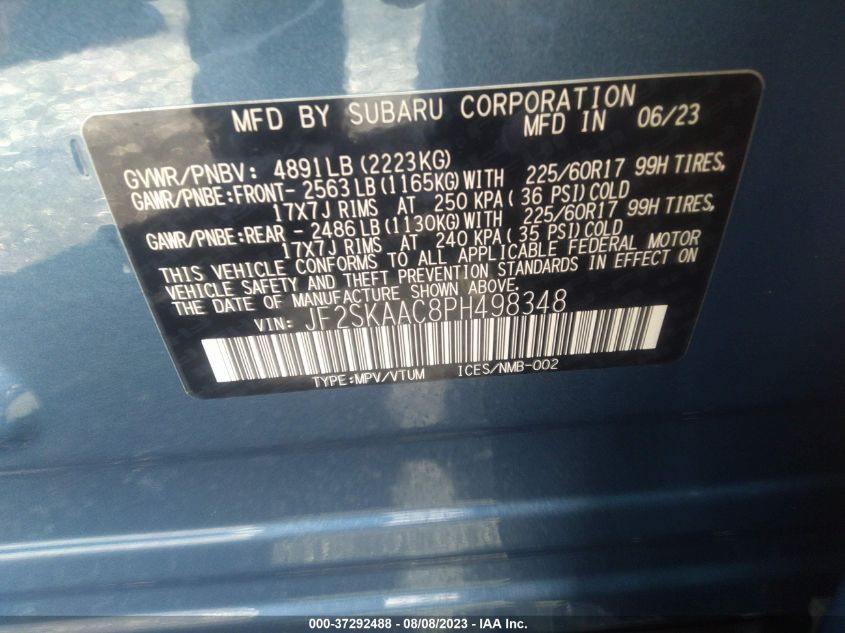 MFD BY SUBARU CORPORATION
MFD IN 06/23
GVWR/PNBV: 4891LB (2223KG)
GAWR/PNBE:FRONT- 2563 LB (1165KG) WITH 225/60R17 99H TIRES,
17X7J RIMS AT 250 KPA ( 36 PSI) COLD
GAWR/PNBE:REAR - 2486 LB (1130KG) WITH 225/60R17 99H TIRES,
17X7J RIMS AT 240 KPA ( 35 PSI) COLD
THIS VEHICLE CONFORMS TO ALL APPLICABLE FEDERAL MOTOR
VEHICLE SAFETY AND THEFT PREVENTION STANDARDS IN EFFECT ON
THE DATE OF MANUFACTURE SHOWN ABOVE.
VIN: JF2SKAAC8PH498348
TYPE:MPV/VTUM ICES/NMB-002
000-37292488 - 08/08/2023 - IAA Inc.